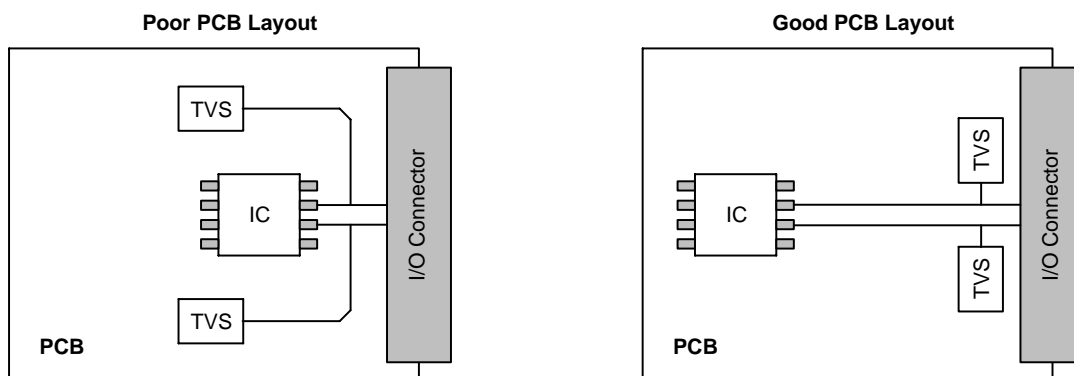 Poor PCB Layout
TVS
IC
TVS
I/O Connector
PCB
Good PCB Layout
TVS
IC
TVS
I/O Connector
PCB